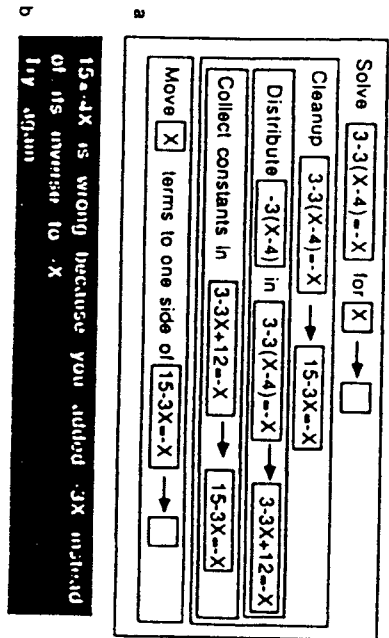 Solve 3-3(X-4)=-X for X →
Cleanup 3-3(X-4)=-X → 15-3X=-X
Distribute -3(X-4) in 3-3(X-4)=-X → 3-3X+12=-X
Collect constants in 3-3X+12=-X → 15-3X=-X
Move X terms to one side of 15-3X=-X →
a
15=-4X is wrong because you added -3X instead
of its inverse to -X
Try again
b